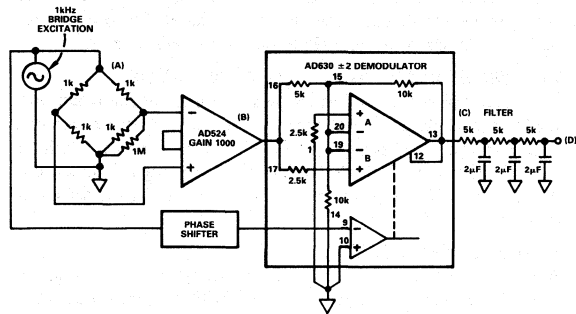 1kHz
BRIDGE
EXCITATION
(A)
1k
1k
1k
1k
1M
AD524
GAIN 1000
(B)
PHASE
SHIFTER
AD630 ±2 DEMODULATOR
16
5k
15
10k
A
20
19
B
2.5k
1
17
2.5k
10k
14
13
12
9
10
(C)
FILTER
5k
5k
5k
(D)
2µF
2µF
2µF